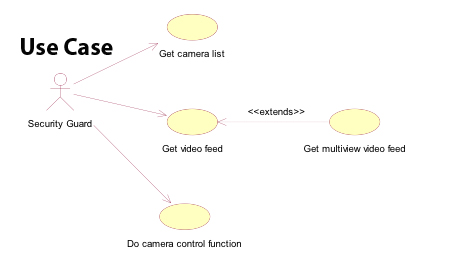 Use Case
Get camera list
Security Guard
<<extends>>
Get video feed
Get multiview video feed
Do camera control function